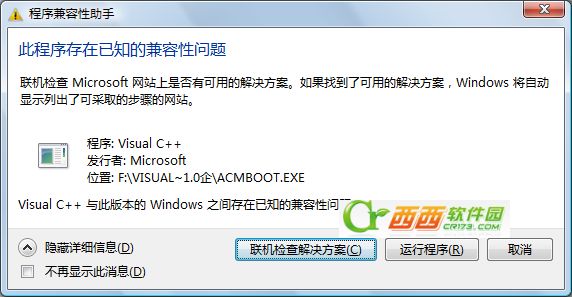 程序兼容性助手
此程序存在已知的兼容性问题
联机检查 Microsoft 网站上是否有可用的解决方案。如果找到了可用的解决方案，Windows 将自动
显示列出了可采取的步骤的网站。
程序: Visual C++
发行者: Microsoft
位置: F:\VISUAL~1.0企\ACMBOOT.EXE
Visual C++ 与此版本的 Windows 之间存在已知的兼容性问题
Cr 西西软件园
CR173.com
隐藏详细信息(D)
联机检查解决方案(C)
运行程序(R)
取消
不再显示此消息(D)